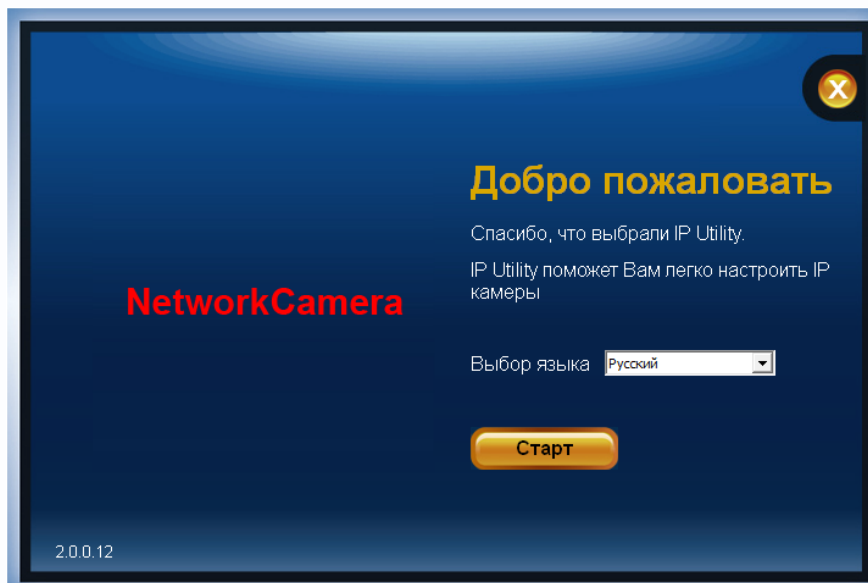 X
Добро пожаловать
Спасибо, что выбрали IP Utility.
IP Utility поможет Вам легко настроить IP
камеры
NetworkCamera
Выбор языка Русский
Старт
2.0.0.12